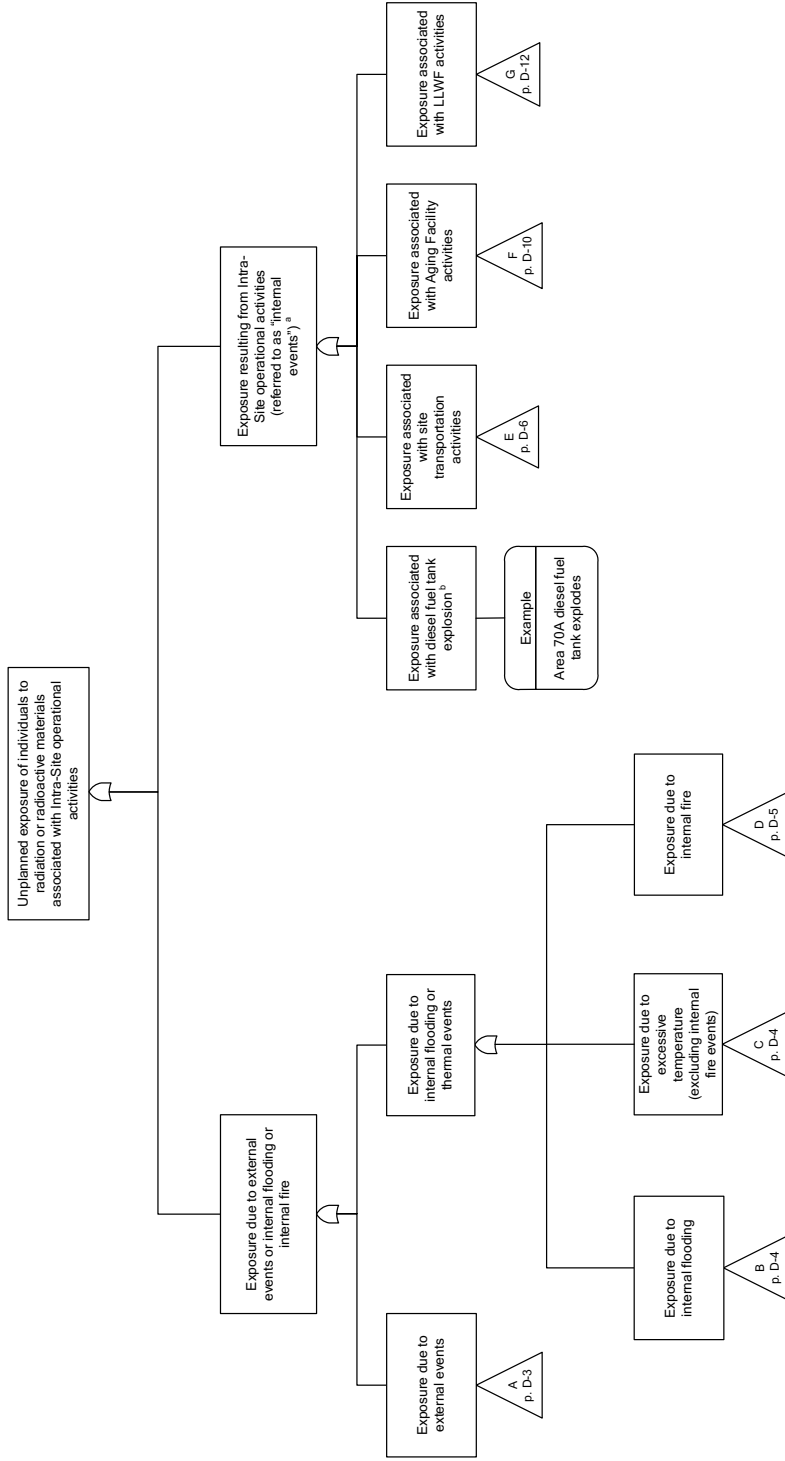 Unplanned exposure of individuals to
radiation or radioactive materials
associated with Intra-Site operational
activities
Exposure due to external
events or internal flooding or
internal fire
Exposure resulting from Intra-
Site operational activities
(referred to as “internal
events”) a
Exposure due to
external events
A
p. D-3
Exposure due to
internal flooding or
thermal events
Exposure associated
with diesel fuel tank
explosion b
Example
Area 70A diesel fuel
tank explodes
Exposure associated
with site
transportation
activities
E
p. D-6
Exposure associated
with Aging Facility
activities
F
p. D-10
Exposure associated
with LLWF activities
G
p. D-12
Exposure due to
internal flooding
B
p. D-4
Exposure due to
excessive
temperature
(excluding internal
fire events)
C
p. D-4
Exposure due to
internal fire
D
p. D-5